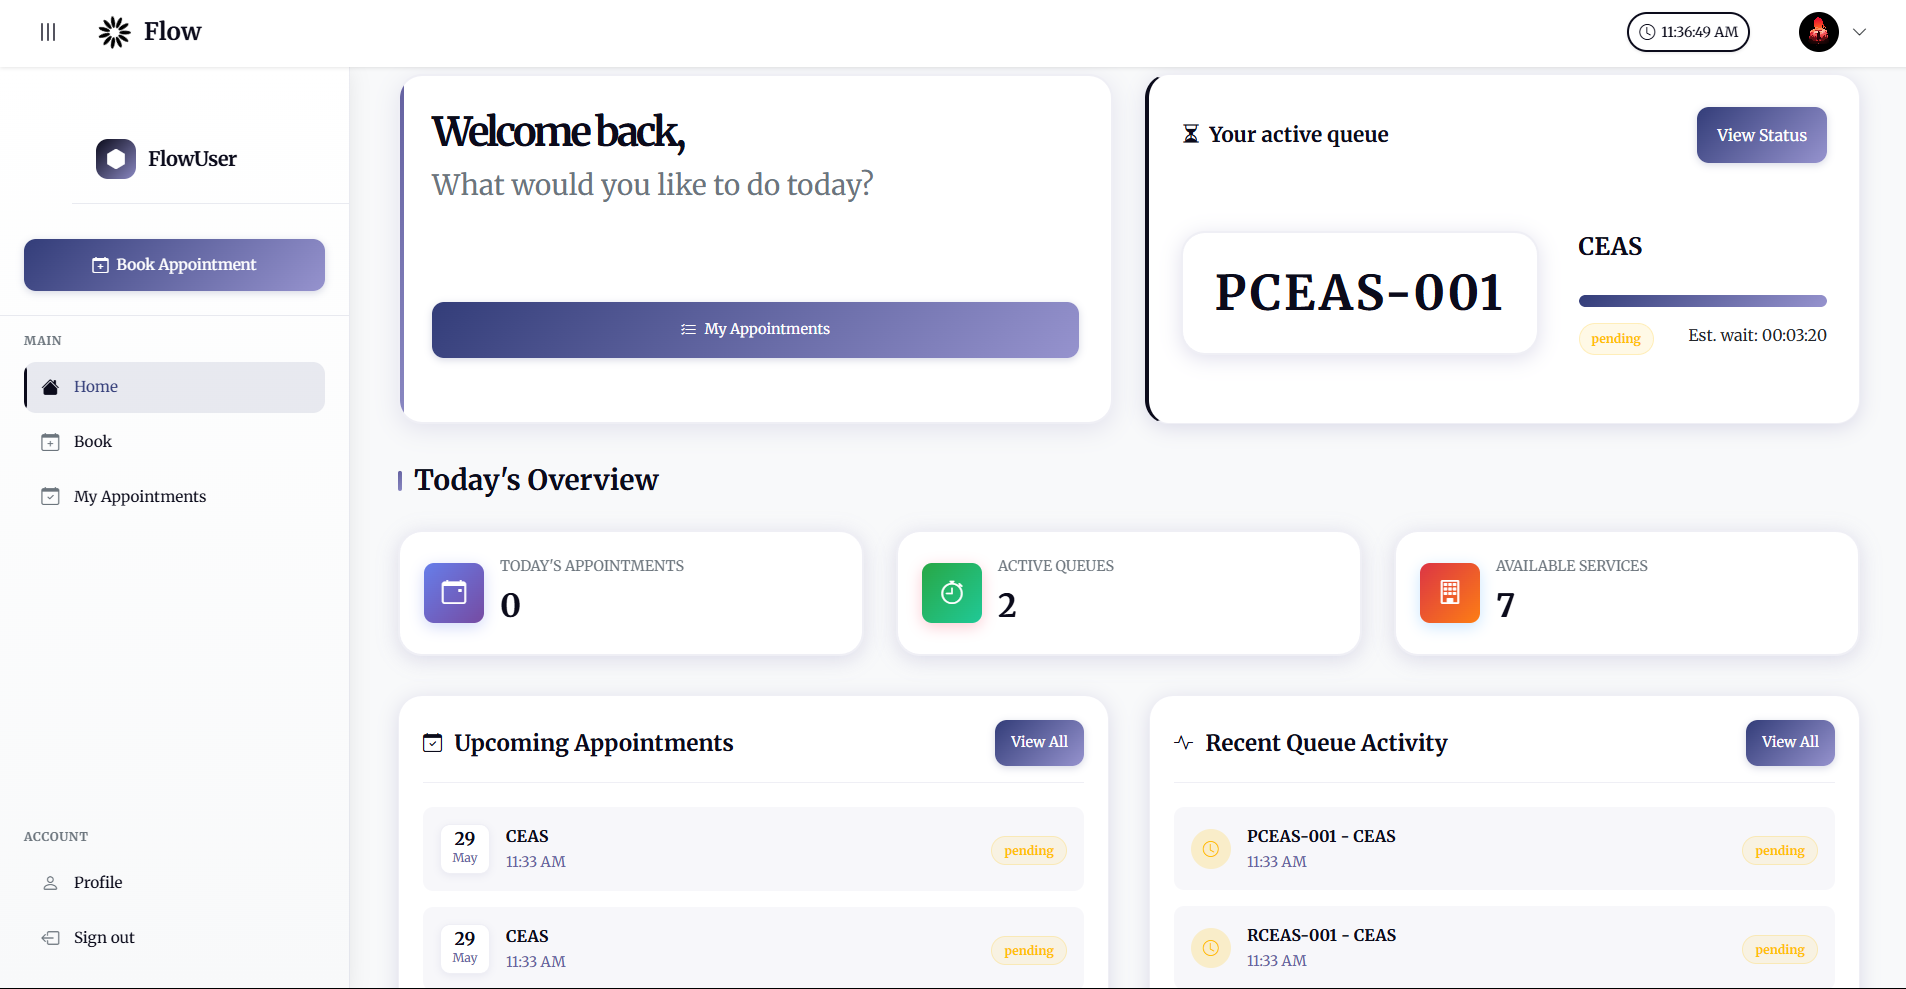 Flow
11:36:49 AM
FlowUser
Book Appointment
MAIN
Home
Book
My Appointments
ACCOUNT
Profile
Sign out
Welcome back,
What would you like to do today?
My Appointments
Your active queue
View Status
PCEAS-001
CEAS
pending
Est. wait: 00:03:20
Today's Overview
TODAY'S APPOINTMENTS
0
ACTIVE QUEUES
2
AVAILABLE SERVICES
7
Upcoming Appointments
View All
29
May
CEAS
11:33 AM
pending
29
May
CEAS
11:33 AM
pending
Recent Queue Activity
View All
PCEAS-001 - CEAS
11:33 AM
pending
RCEAS-001 - CEAS
11:33 AM
pending